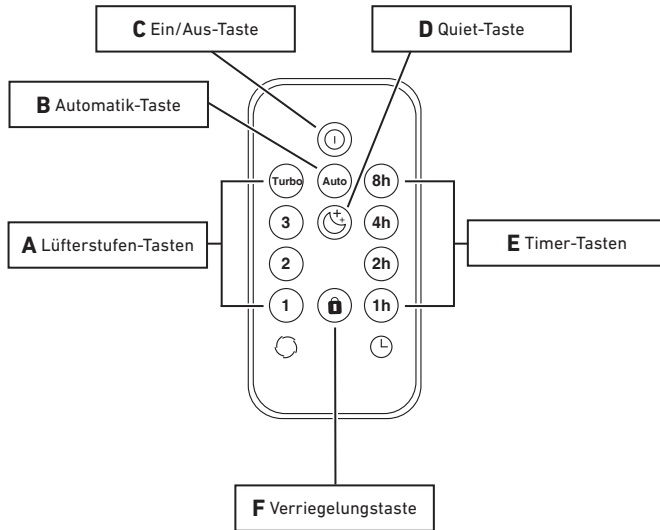 C Ein/Aus-Taste
D Quiet-Taste
B Automatik-Taste
Turbo Auto 8h
3 4h
A Lüfterstufen-Tasten
E Timer-Tasten
2 2h
1 1h
F Verriegelungstaste